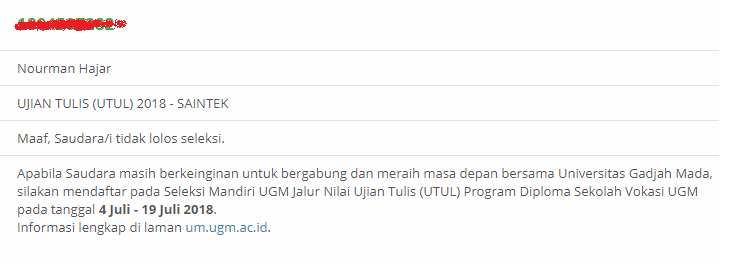 Nourman Hajar
UJIAN TULIS (UTUL) 2018 - SAINTEK
Maaf, Saudara/i tidak lolos seleksi.
Apabila Saudara masih berkeinginan untuk bergabung dan meraih masa depan bersama Universitas Gadjah Mada,
silakan mendaftar pada Seleksi Mandiri UGM Jalur Nilai Ujian Tulis (UTUL) Program Diploma Sekolah Vokasi UGM
pada tanggal 4 Juli - 19 Juli 2018.
Informasi lengkap di laman um.ugm.ac.id.